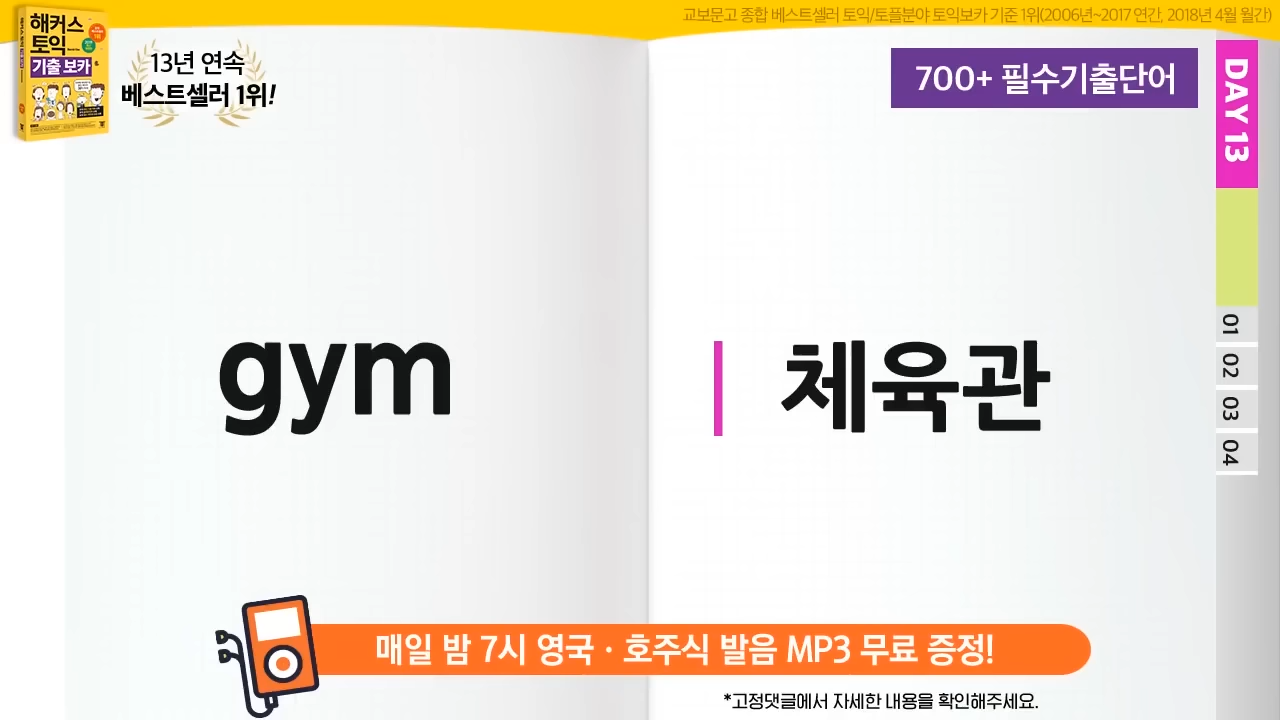 교보문고 종합 베스트셀러 토익/토플분야 토익보카 기준 1위(2006년~2017 연간, 2018년 4월 월간)
해커스
토익
기출 보카
13년 연속
베스트셀러 1위!
700+ 필수기출단어
DAY 13
01
02
03
04
gym
체육관
매일 밤 7시 영국·호주식 발음 MP3 무료 증정!
*고정댓글에서 자세한 내용을 확인해주세요.